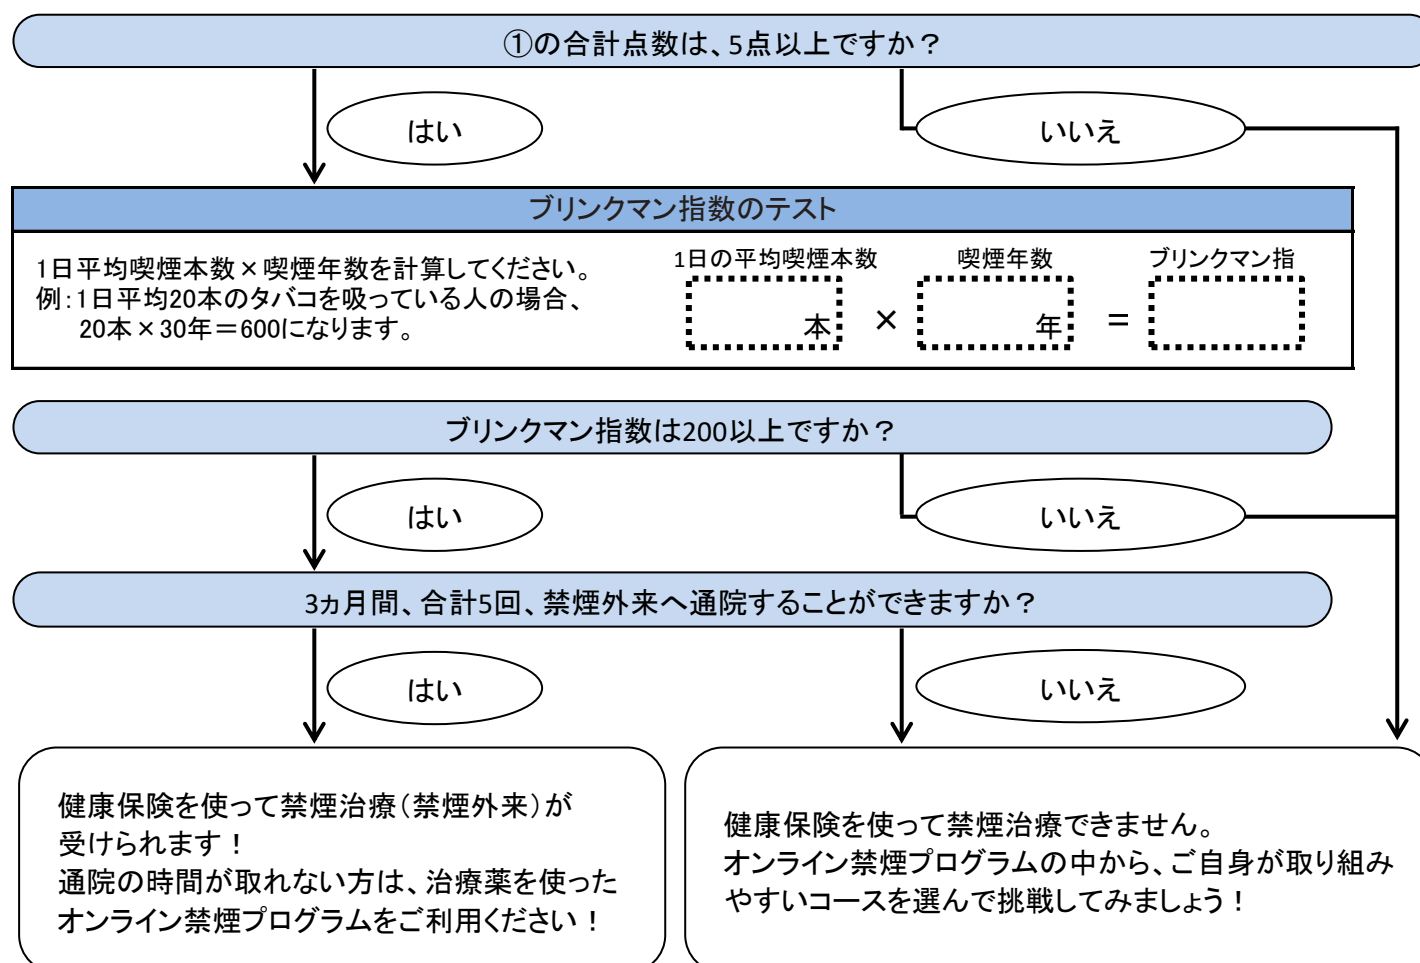 ①の合計点数は、5点以上ですか？
はい
いいえ
ブリンクマン指数のテスト
1日平均喫煙本数×喫煙年数を計算してください。
例：1日平均20本のタバコを吸っている人の場合、
20本×30年＝600になります。
1日の平均喫煙本数 喫煙年数 ブリンクマン指
本 × 年 =
ブリンクマン指数は200以上ですか？
はい
いいえ
3ヵ月間、合計5回、禁煙外来へ通院することができますか？
はい
いいえ
健康保険を使って禁煙治療（禁煙外来）が
受けられます！
通院の時間が取れない方は、治療薬を使った
オンライン禁煙プログラムをご利用ください！
健康保険を使って禁煙治療できません。
オンライン禁煙プログラムの中から、ご自身が取り組み
やすいコースを選んで挑戦してみましょう！